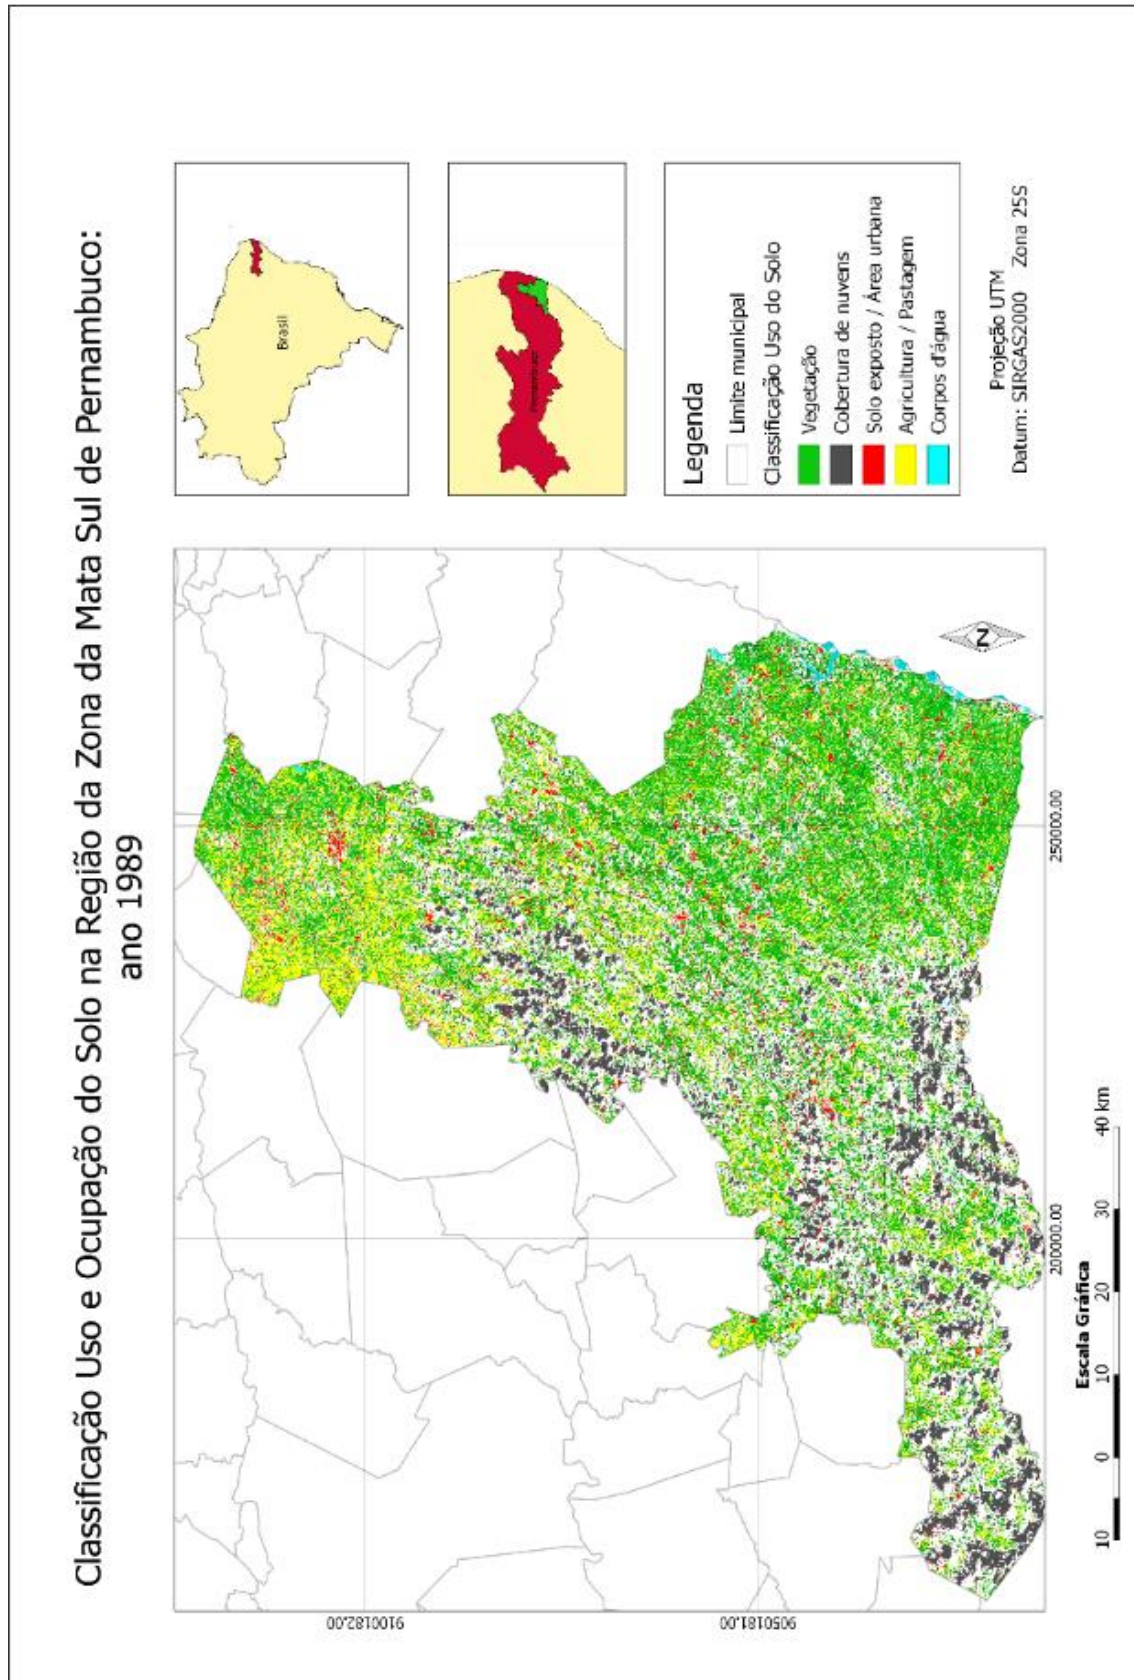 Classificação Uso e Ocupação do Solo na Região da Zona da Mata Sul de Pernambuco:
ano 1989
Brasil
Pernambuco
Legenda
Limite municipal
Classificação Uso do Solo
Vegetação
Cobertura de nuvens
Solo exposto / Área urbana
Agricultura / Pastagem
Corpos d'água
Projeção UTM
Datum: SIRGAS2000 Zona 25S
N
9100182.00
9050181.00
200000.00
250000.00
Escala Gráfica
10 0 10 20 30 40 km